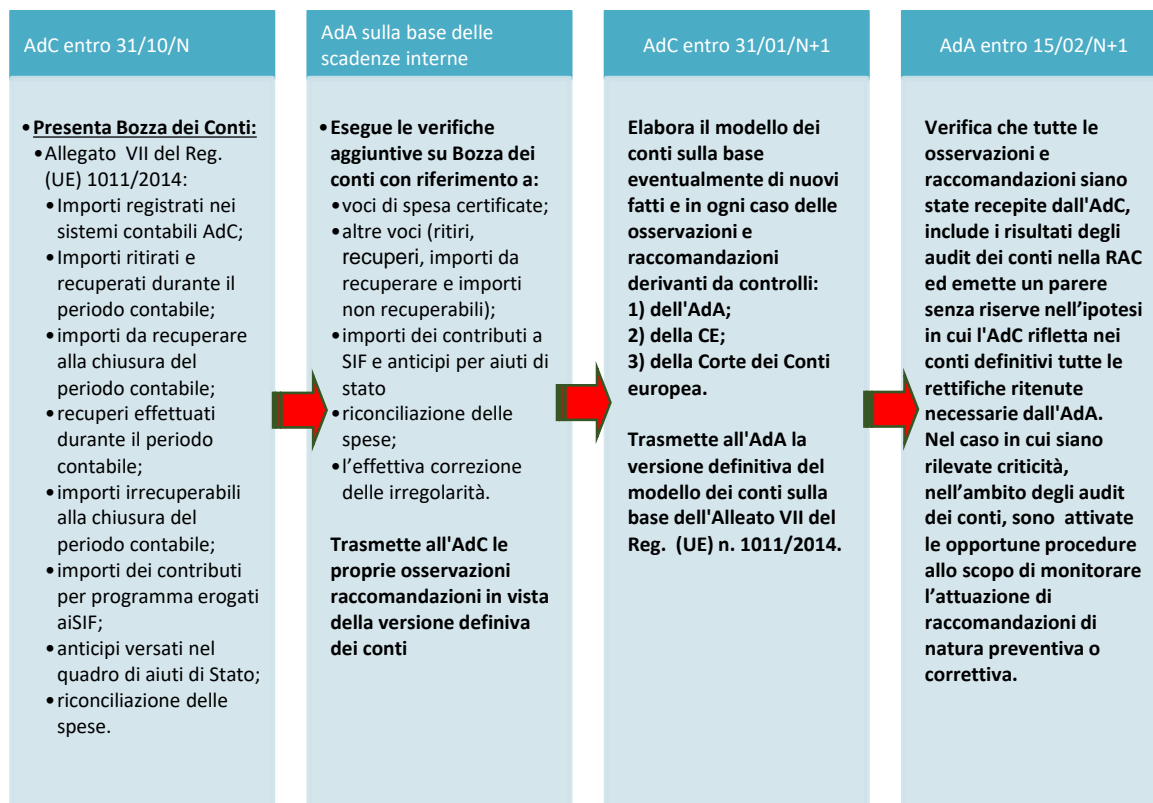 AdC entro 31/10/N
•Presenta Bozza dei Conti:
•Allegato VII del Reg.
(UE) 1011/2014:
•Importi registrati nei
sistemi contabili AdC;
•Importi ritirati e
recuperati durante il
periodo contabile;
•importi da recuperare
alla chiusura del
periodo contabile;
•recuperi effettuati
durante il periodo
contabile;
•importi irrecuperabili
alla chiusura del
periodo contabile;
•importi dei contributi
per programma erogati
aiSIF;
•anticipi versati nel
quadro di aiuti di Stato;
•riconciliazione delle
spese.
AdA sulla base delle
scadenze interne
•Esegue le verifiche
aggiuntive su Bozza dei
conti con riferimento a:
•voci di spesa certificate;
•altre voci (ritiri,
recuperi, importi da
recuperare e importi
non recuperabili);
•importi dei contributi a
SIF e anticipi per aiuti di
stato
•riconciliazione delle
spese;
•l'effettiva correzione
delle irregolarità.
Trasmette all'AdC le
proprie osservazioni
raccomandazioni in vista
della versione definiva
dei conti
AdC entro 31/01/N+1
Elabora il modello dei
conti sulla base
eventualmente di nuovi
fatti e in ogni caso delle
osservazioni e
raccomandazioni
derivanti da controlli:
1) dell'AdA;
2) della CE;
3) della Corte dei Conti
europea.
Trasmette all'AdA la
versione definitiva del
modello dei conti sulla
base dell'Alleato VII del
Reg. (UE) n. 1011/2014.
AdA entro 15/02/N+1
Verifica che tutte le
osservazioni e
raccomandazioni siano
state recepite dall'AdC,
include i risultati degli
audit dei conti nella RAC
ed emette un parere
senza riserve nell'ipotesi
in cui l'AdC rifletta nei
conti definitivi tutte le
rettifiche ritenute
necessarie dall'AdA.
Nel caso in cui siano
rilevate criticità,
nell'ambito degli audit
dei conti, sono attivate
le opportune procedure
allo scopo di monitorare
l'attuazione di
raccomandazioni di
natura preventiva o
correttiva.